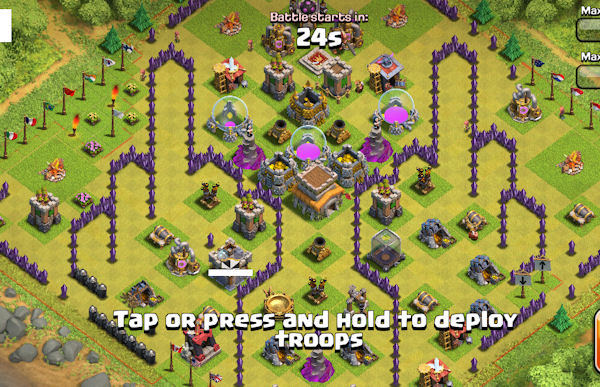 Max
Battle starts in:
24s
Max
Tap or press and hold to deploy
troops